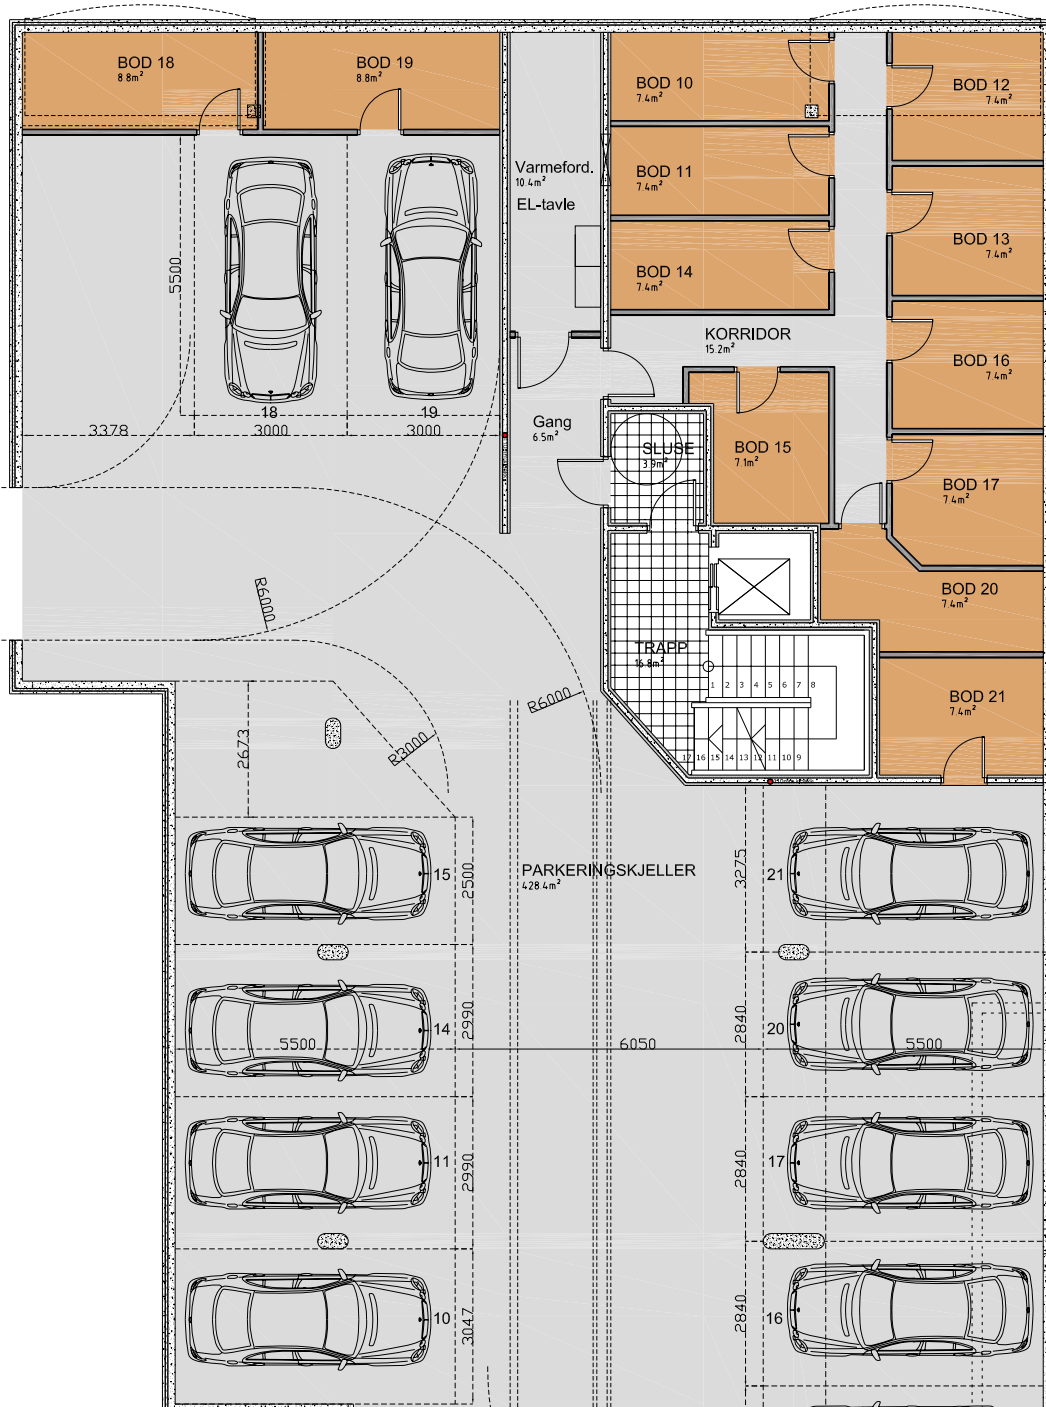 BOD 18
8.8m²
BOD 19
8.8m²
BOD 10
7.4m²
BOD 12
7.4m²
Varmeford.
10.4m²
EL-tavle
BOD 11
7.4m²
BOD 13
7.4m²
BOD 14
7.4m²
5500
KORRIDOR
15.2m²
BOD 16
7.4m²
18
19
3378
3000
3000
Gang
6.5m²
SLUSE
3.9m²
BOD 15
7.1m²
BOD 17
7.4m²
R6000
BOD 20
7.4m²
TRAPP
16.8m²
1 2 3 4 5 6 7 8
BOD 21
7.4m²
R6000
2673
R3000
17 16 15 14 13 12 11 10 9
15
2500
PARKERINGSKJELLER
428.4m²
3275
21
14
2990
2840
20
5500
6050
5500
11
2990
2840
17
10
3047
2840
16